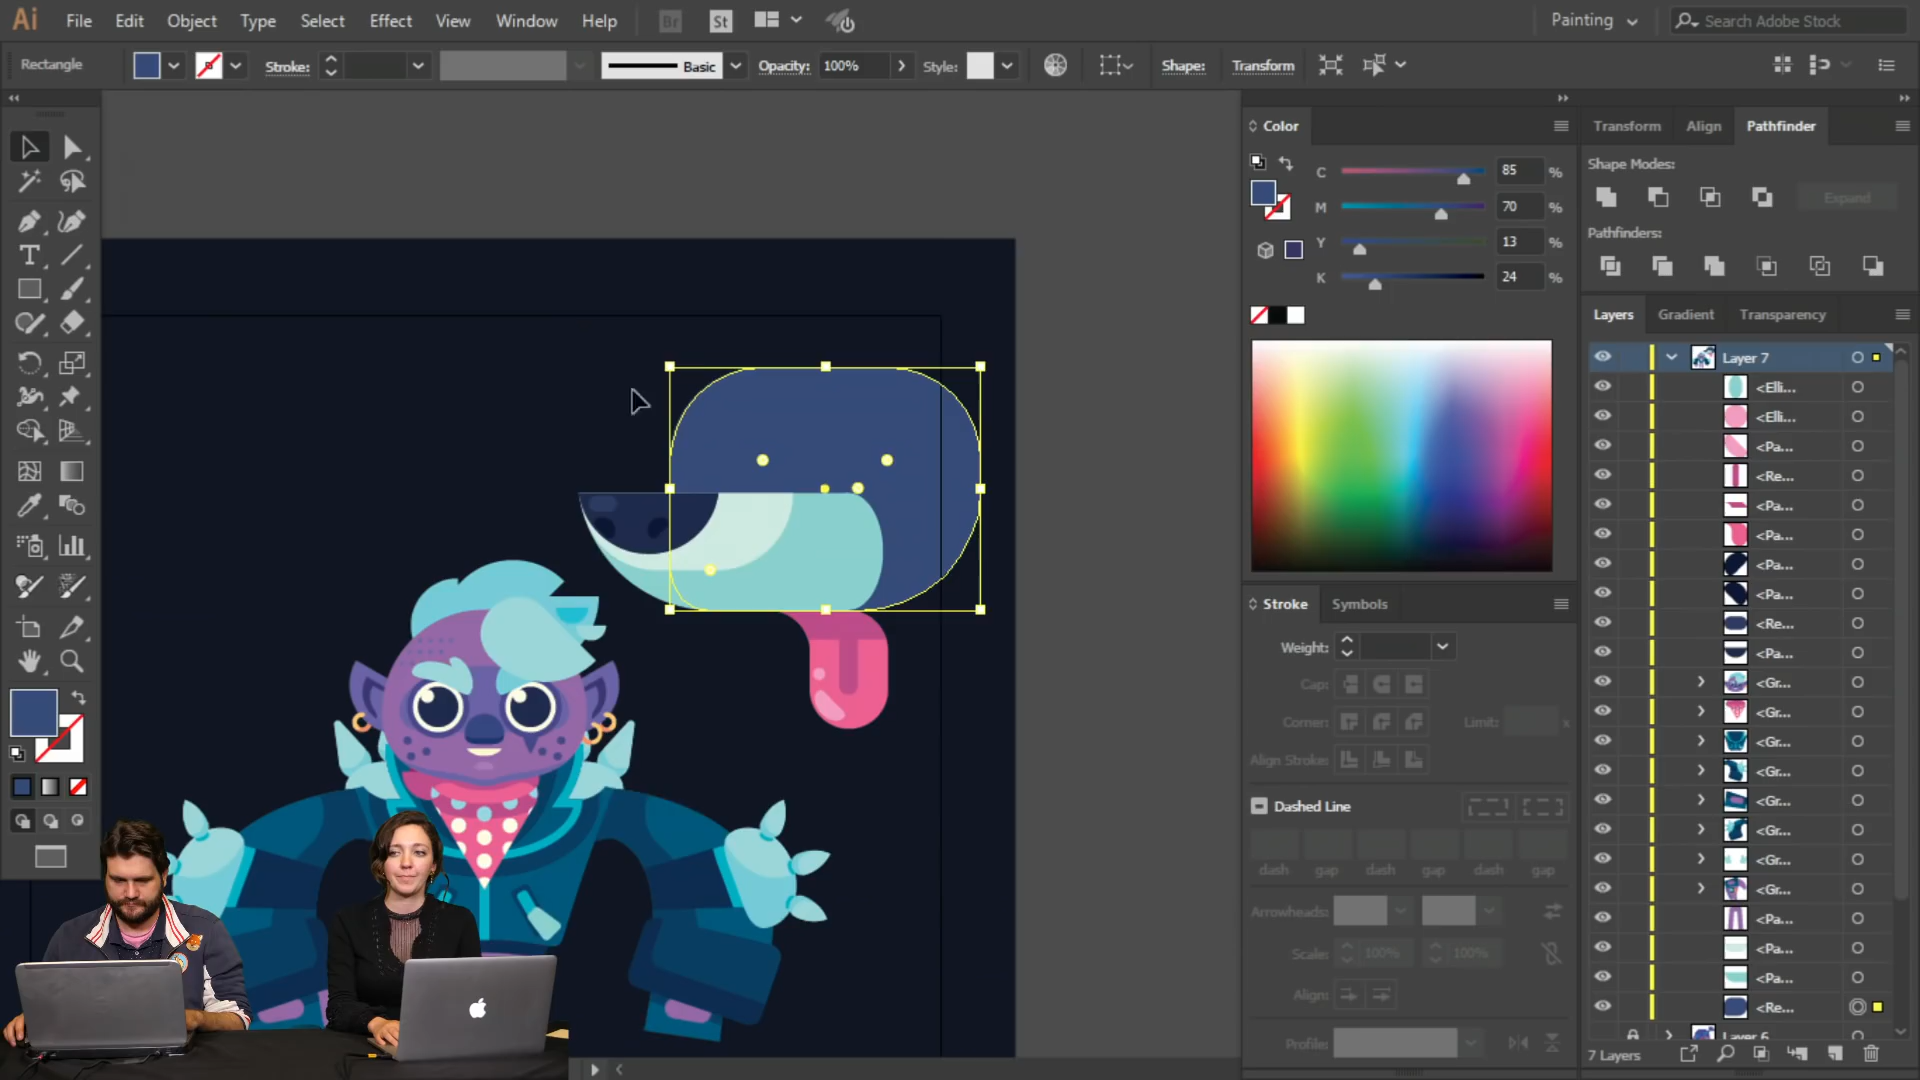 Ai File Edit Object Type Select Effect View Window Help Br St Painting Search Adobe Stock
Rectangle Stroke: Basic Opacity: 100% Style: Shape: Transform
Color
C 85 %
M 70 %
Y 13 %
K 24 %
Stroke Symbols
Weight:
Cap:
Corner: Limit: x
Align Stroke:
Dashed Line
dash gap dash gap dash gap
Arrowheads:
Scale: 100% 100%
Align:
Profile:
Transform Align Pathfinder
Shape Modes:
Expand
Pathfinders:
Layers Gradient Transparency
Layer 7
<Elli...
<Elli...
<Pa...
<Re...
<Pa...
<Pa...
<Pa...
<Pa...
<Re...
<Pa...
<Gr...
<Gr...
<Gr...
<Gr...
<Gr...
<Gr...
<Gr...
<Gr...
<Pa...
<Pa...
<Pa...
<Re...
Layer 6
7 Layers